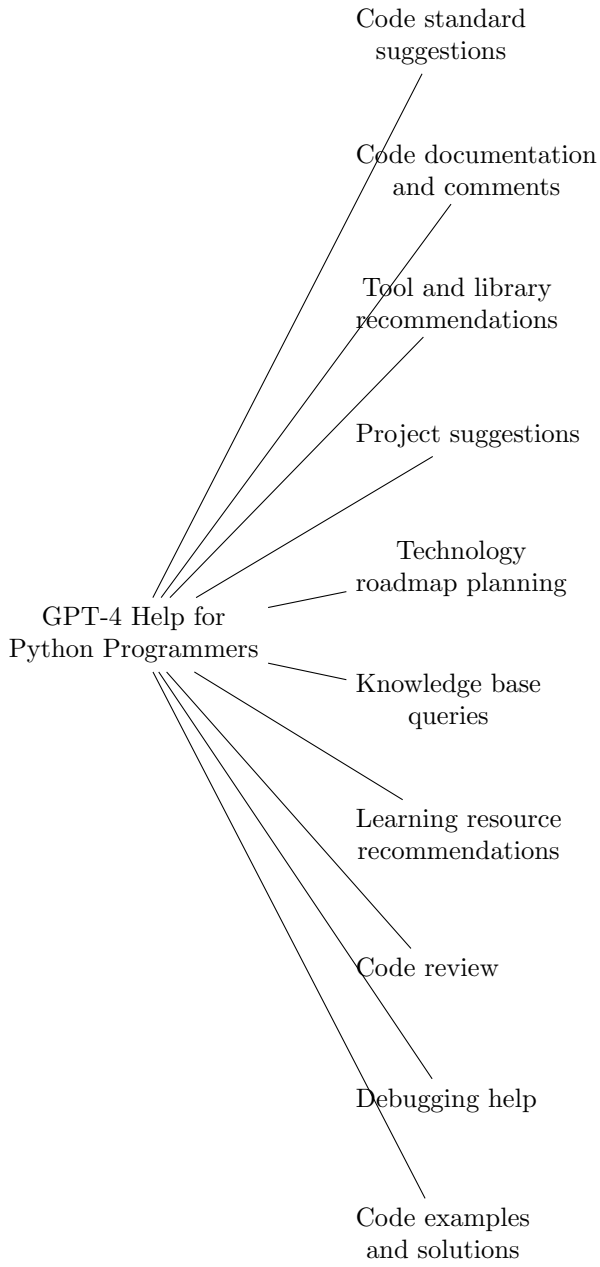 Code standard
suggestions
Code documentation
and comments
Tool and library
recommendations
Project suggestions
Technology
roadmap planning
GPT-4 Help for
Python Programmers
Knowledge base
queries
Learning resource
recommendations
Code review
Debugging help
Code examples
and solutions